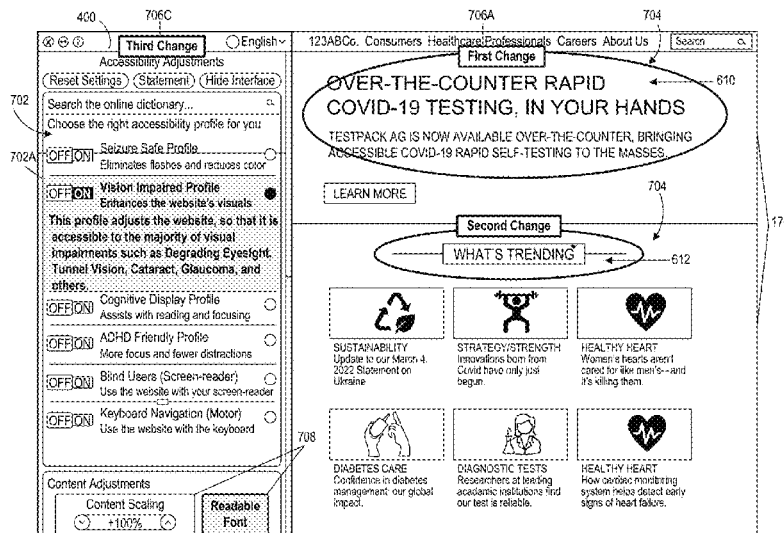 400
706C
706A
704
Third Change
English
Accessibility Adjustments
Reset Settings
Statement
Hide Interface
Search the online dictionary...
702
Choose the right accessibility profile for you
702A
OFF ON
Seizure Safe Profile
Eliminates flashes and reduces color
OFF ON
Vision Impaired Profile
Enhances the website's visuals
This profile adjusts the website, so that it is
accessible to the majority of visual
impairments such as Degrading Eyesight,
Tunnel Vision, Cataract, Glaucoma, and
others.
OFF ON
Cognitive Display Profile
Assists with reading and focusing
OFF ON
ADHD Friendly Profile
More focus and fewer distractions
OFF ON
Blind Users (Screen-reader)
Use the website with your screen-reader
OFF ON
Keyboard Navigation (Motor)
Use the website with the keyboard
708
Content Adjustments
Content Scaling
+100%
Readable
Font
123ABCo. Consumers Healthcare Professionals Careers About Us Search
First Change
610
OVER-THE-COUNTER RAPID
COVID-19 TESTING, IN YOUR HANDS
TESTPACK AG IS NOW AVAILABLE OVER-THE-COUNTER, BRINGING
ACCESSIBLE COVID-19 RAPID SELF-TESTING TO THE MASSES.
LEARN MORE
704
17
Second Change
WHAT'S TRENDING
612
SUSTAINABILITY
Update to our March 4,
2022 Statement on
Ukraine
STRATEGY/STRENGTH
Innovations born from
Covid have only just
begun.
HEALTHY HEART
Women's hearts aren't
cared for like men's--and
it's killing them.
DIABETES CARE
Confidence in diabetes
management: our global
impact.
DIAGNOSTIC TESTS
Researchers at leading
academic institutions find
our test is reliable.
HEALTHY HEART
How cardiac monitoring
system helps detect early
signs of heart failure.